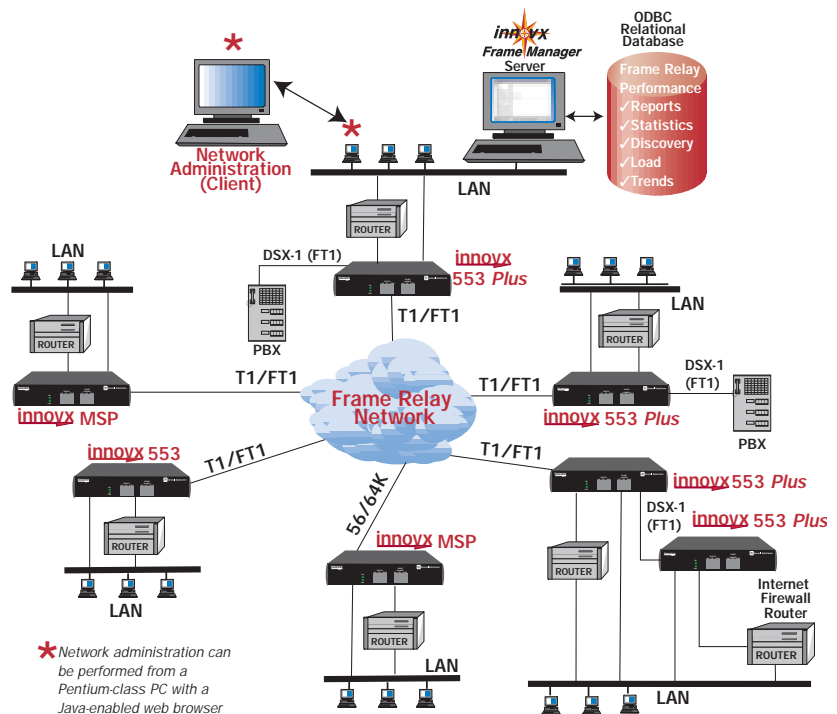 innovx
Frame Manager
Server
ODBC
Relational
Database
Frame Relay
Performance
✓Reports
✓Statistics
✓Discovery
✓Load
✓Trends
*
*
Network
Administration
(Client)
LAN
ROUTER
DSX-1 (FT1)
innovx
553 Plus
PBX
T1/FT1
LAN
ROUTER
innovx MSP
T1/FT1
Frame Relay
Network
T1/FT1
LAN
ROUTER
innovx 553 Plus
DSX-1
(FT1)
PBX
innovx 553
T1/FT1
ROUTER
LAN
56/64K
innovx MSP
ROUTER
LAN
T1/FT1
innovx 553 Plus
DSX-1
(FT1)
innovx 553 Plus
ROUTER
Internet
Firewall
Router
ROUTER
LAN
*Network administration can
be performed from a
Pentium-class PC with a
Java-enabled web browser